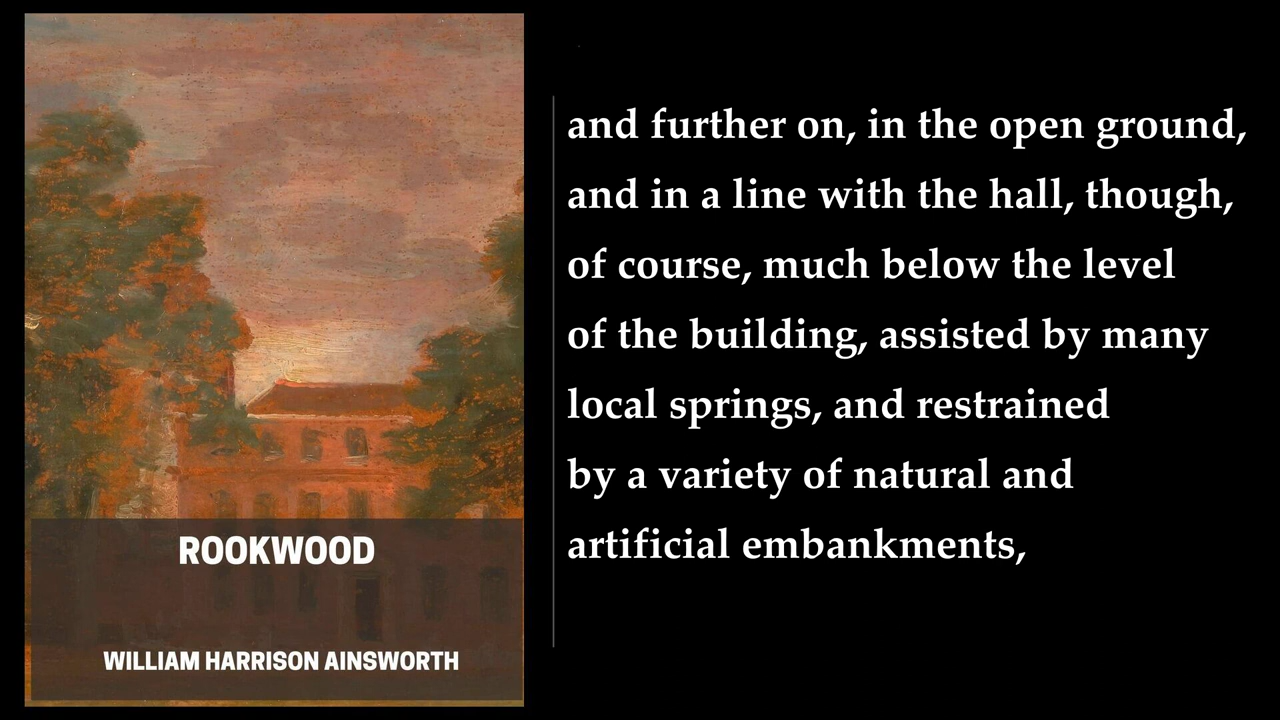 ROOKWOOD
WILLIAM HARRISON AINSWORTH
and further on, in the open ground,
and in a line with the hall, though,
of course, much below the level
of the building, assisted by many
local springs, and restrained
by a variety of natural and
artificial embankments,